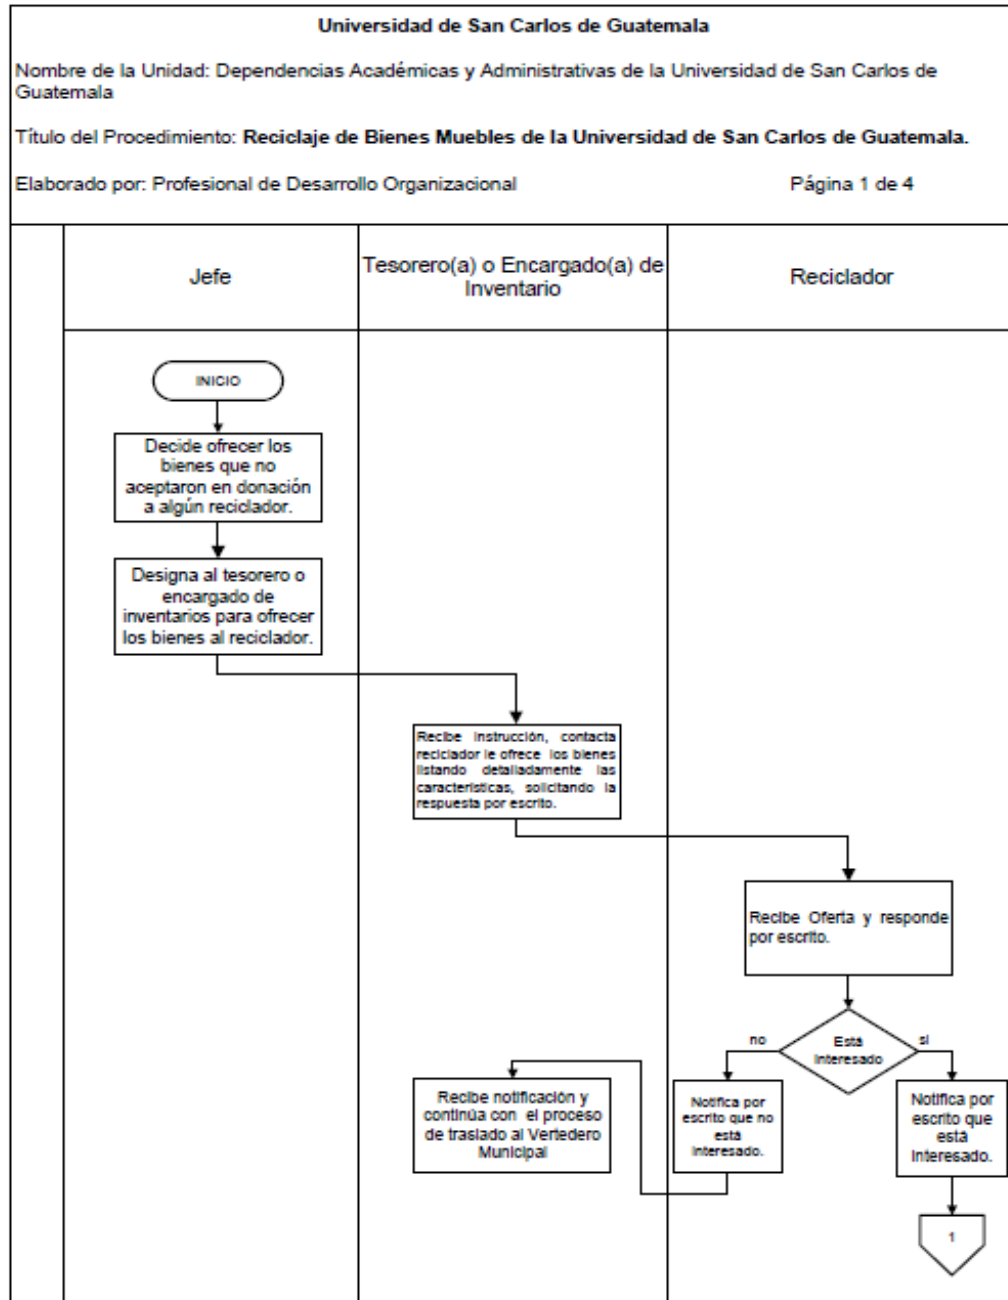 Universidad de San Carlos de Guatemala
Nombre de la Unidad: Dependencias Académicas y Administrativas de la Universidad de San Carlos de
Guatemala
Título del Procedimiento: Reciclaje de Bienes Muebles de la Universidad de San Carlos de Guatemala.
Elaborado por: Profesional de Desarrollo Organizacional Página 1 de 4
Jefe
Tesorero(a) o Encargado(a) de
Inventario
Reciclador
INICIO
Decide ofrecer los
bienes que no
aceptaron en donación
a algún reciclador.
Designa al tesorero o
encargado de
inventarios para ofrecer
los bienes al reciclador.
Recibe instrucción, contacta
reciclador le ofrece los bienes
listando detalladamente las
características, solicitando la
respuesta por escrito.
Recibe Oferta y responde
por escrito.
Está
interesado
no
si
Recibe notificación y
continúa con el proceso
de traslado al Vertedero
Municipal
Notifica por
escrito que no
está
interesado.
Notifica por
escrito que
está
interesado.
1